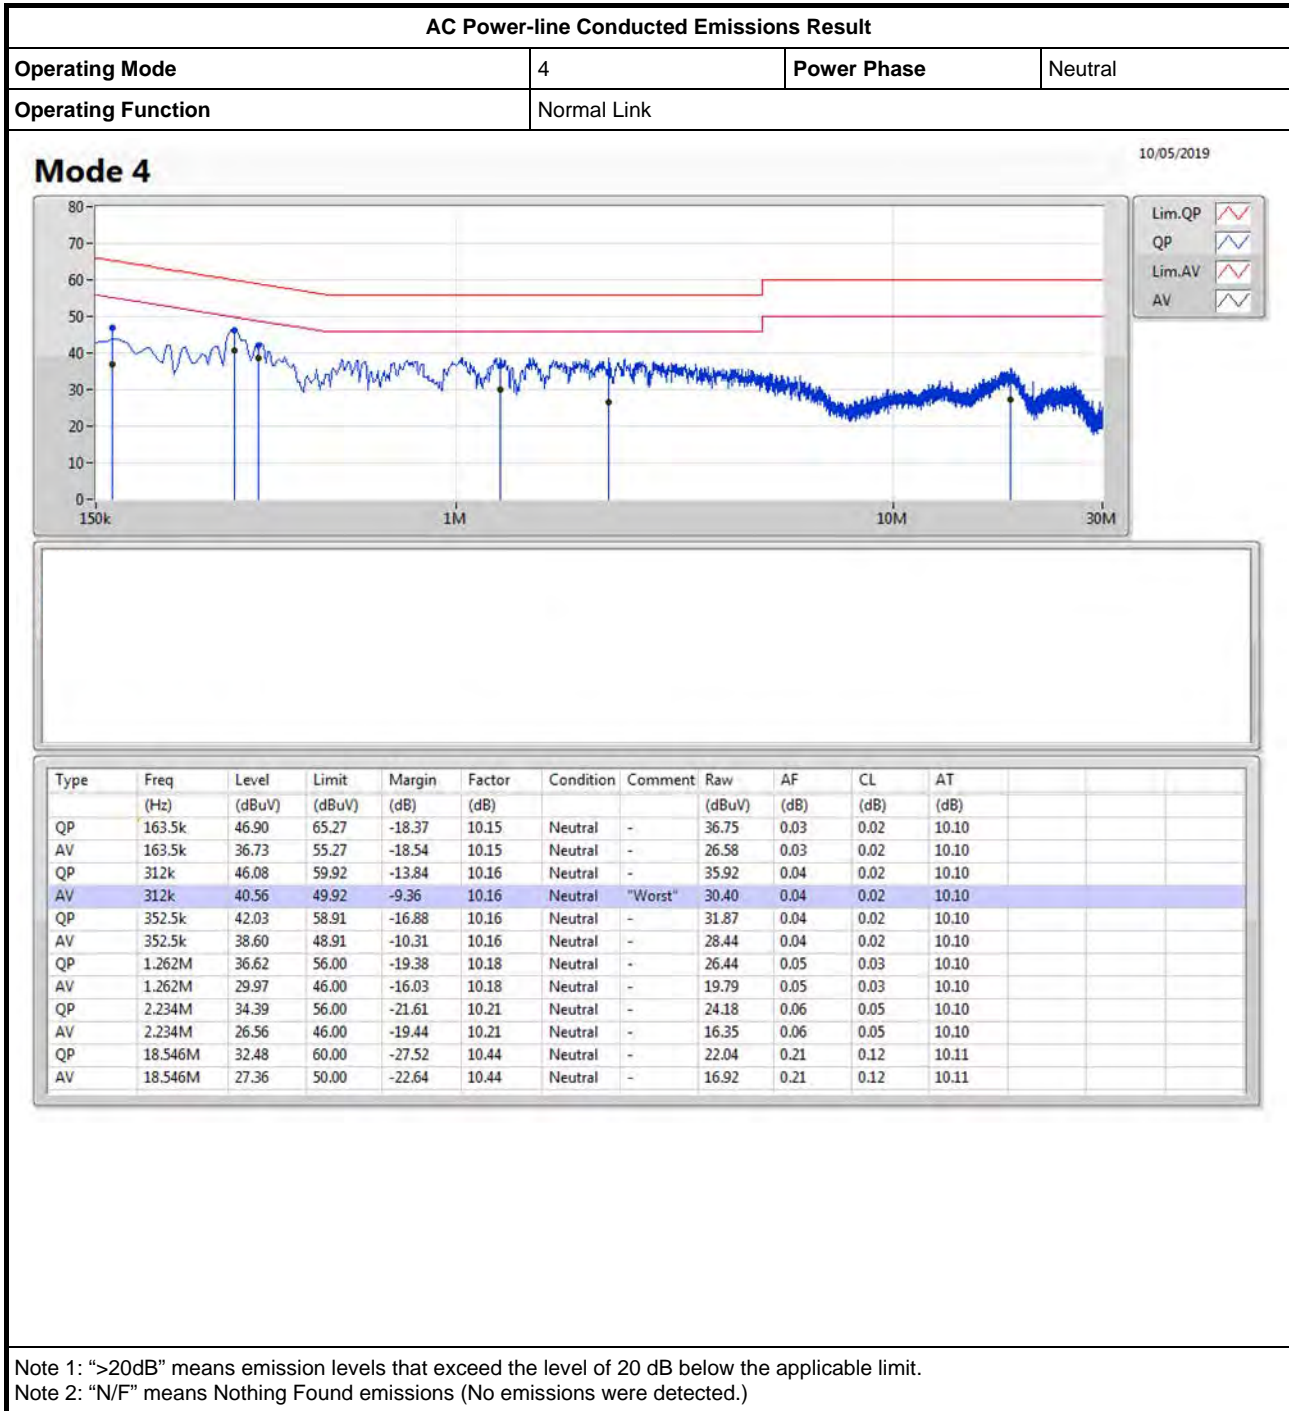 AC Power-line Conducted Emissions Result
Operating Mode 4 Power Phase Neutral
Operating Function Normal Link
10/05/2019
Mode 4
80
70
60
50
40
30
20
10
0
150k 1M 10M 30M
Lim.QP
QP
Lim.AV
AV
Type Freq Level Limit Margin Factor Condition Comment Raw AF CL AT
(Hz) (dBuV) (dBuV) (dB) (dB) (dBuV) (dB) (dB) (dB)
QP 163.5k 46.90 65.27 -18.37 10.15 Neutral - 36.75 0.03 0.02 10.10
AV 163.5k 36.73 55.27 -18.54 10.15 Neutral - 26.58 0.03 0.02 10.10
QP 312k 46.08 59.92 -13.84 10.16 Neutral - 35.92 0.04 0.02 10.10
AV 312k 40.56 49.92 -9.36 10.16 Neutral "Worst" 30.40 0.04 0.02 10.10
QP 352.5k 42.03 58.91 -16.88 10.16 Neutral - 31.87 0.04 0.02 10.10
AV 352.5k 38.60 48.91 -10.31 10.16 Neutral - 28.44 0.04 0.02 10.10
QP 1.262M 36.62 56.00 -19.38 10.18 Neutral - 26.44 0.05 0.03 10.10
AV 1.262M 29.97 46.00 -16.03 10.18 Neutral - 19.79 0.05 0.03 10.10
QP 2.234M 34.39 56.00 -21.61 10.21 Neutral - 24.18 0.06 0.05 10.10
AV 2.234M 26.56 46.00 -19.44 10.21 Neutral - 16.35 0.06 0.05 10.10
QP 18.546M 32.48 60.00 -27.52 10.44 Neutral - 22.04 0.21 0.12 10.11
AV 18.546M 27.36 50.00 -22.64 10.44 Neutral - 16.92 0.21 0.12 10.11
Note 1: “>20dB” means emission levels that exceed the level of 20 dB below the applicable limit.
Note 2: “N/F” means Nothing Found emissions (No emissions were detected.)